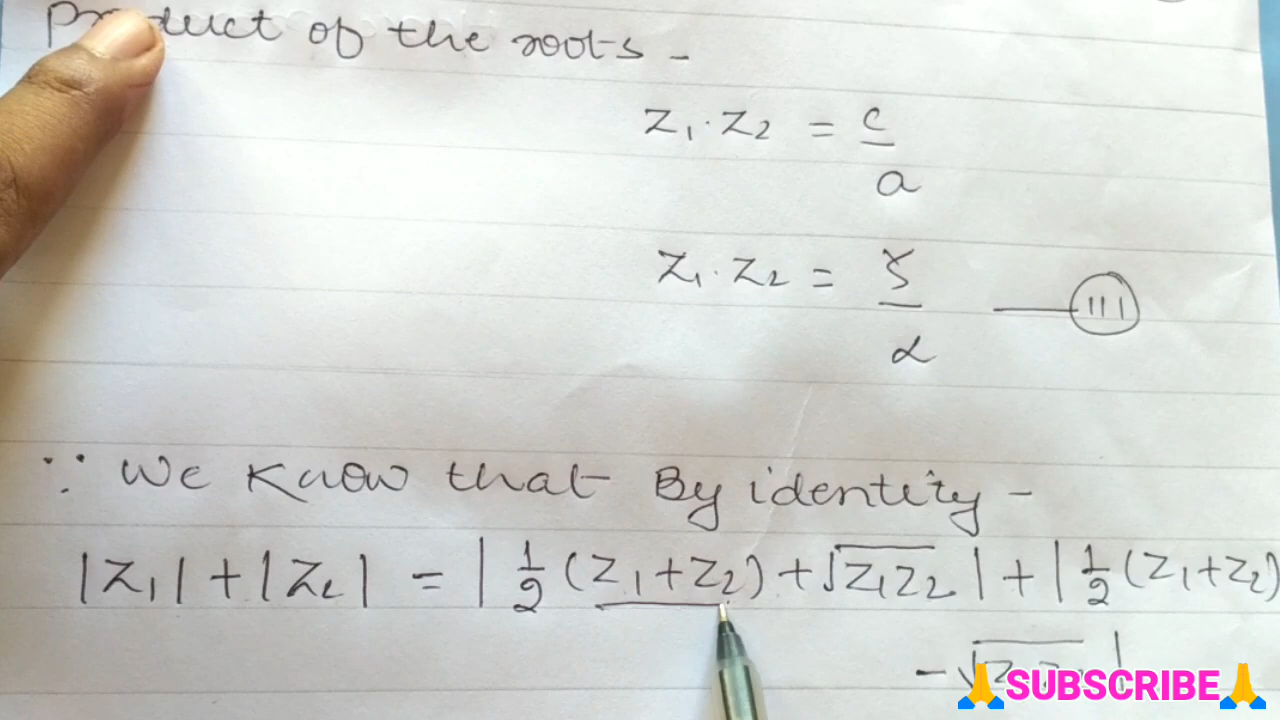 Product of the roots -
z₁·z₂ = c/a
z₁·z₂ = ζ/α —(III)
∵ We Know that By identity -
|z₁|+|z₂| = |½(z₁+z₂)+√z₁z₂|+|½(z₁+z₂)
-√z₁z₂|
🙏SUBSCRIBE🙏